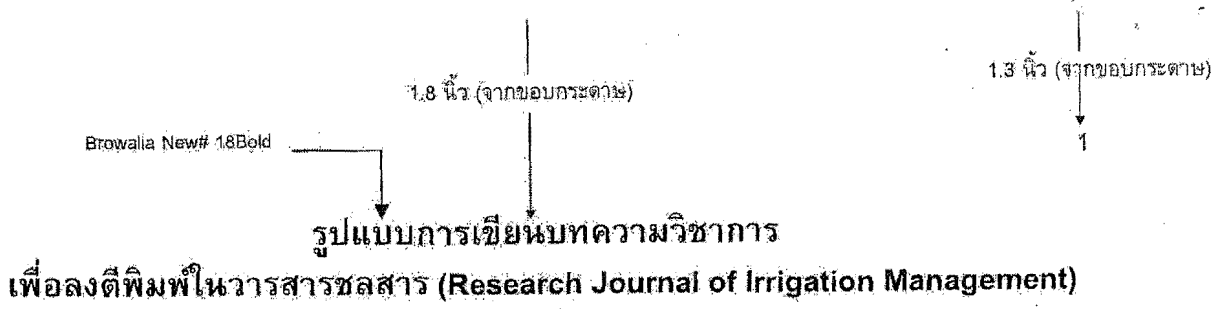 1.3 นิ้ว (จากขอบกระดาษ)
1.8 นิ้ว (จากขอบกระดาษ)
Browalia New# 18Bold
1
รูปแบบการเขียนบทความวิชาการ
เพื่อลงตีพิมพ์ในวารสารชลสาร (Research Journal of Irrigation Management)